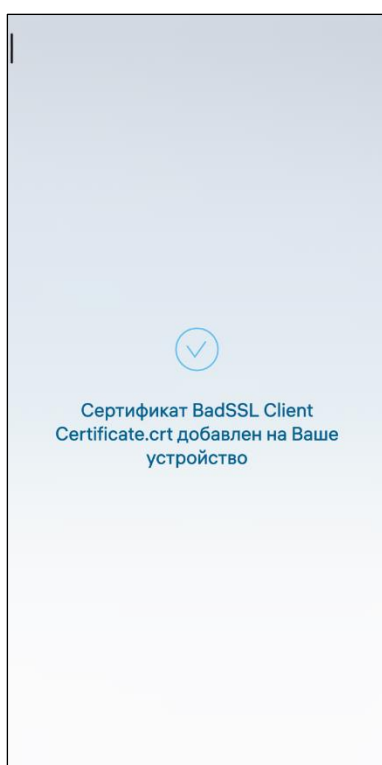 Сертификат BadSSL Client
Certificate.crt добавлен на Ваше
устройство